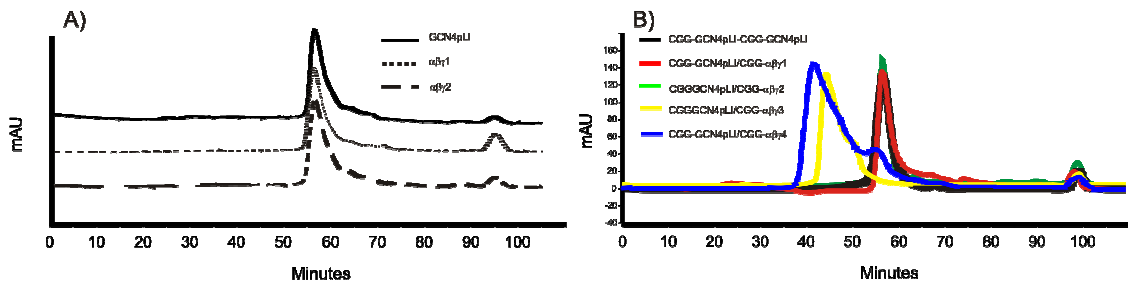 A)
GCN4pLI
αβγ1
αβγ2
mAU
0 10 20 30 40 50 60 70 80 90 100
Minutes
B)
CGG-GCN4pLI-CGG-GCN4pLI
CGG-GCN4pLI/CGG-αβγ1
CGGGCN4pLI/CGG-αβγ2
CGGGCN4pLI/CGG-αβγ3
CGG-GCN4pLI/CGG-αβγ4
mAU
160
140
120
100
80
60
40
20
0
-20
-40
0 10 20 30 40 50 60 70 80 90 100
Minutes